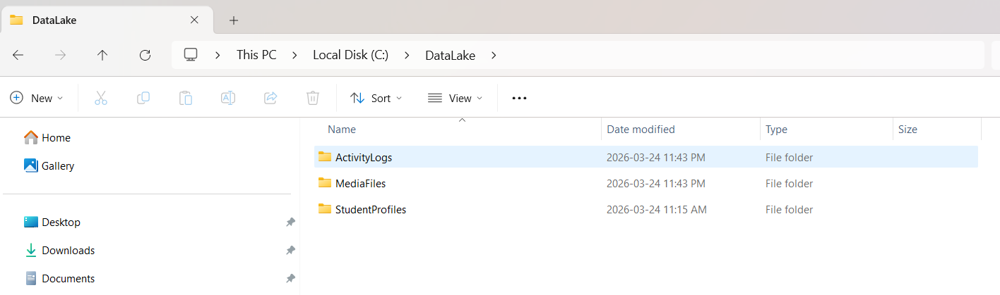 DataLake
This PC Local Disk (C:) DataLake
New Sort View
Name Date modified Type Size
Home
Gallery
ActivityLogs 2026-03-24 11:43 PM File folder
MediaFiles 2026-03-24 11:43 PM File folder
StudentProfiles 2026-03-24 11:15 AM File folder
Desktop
Downloads
Documents